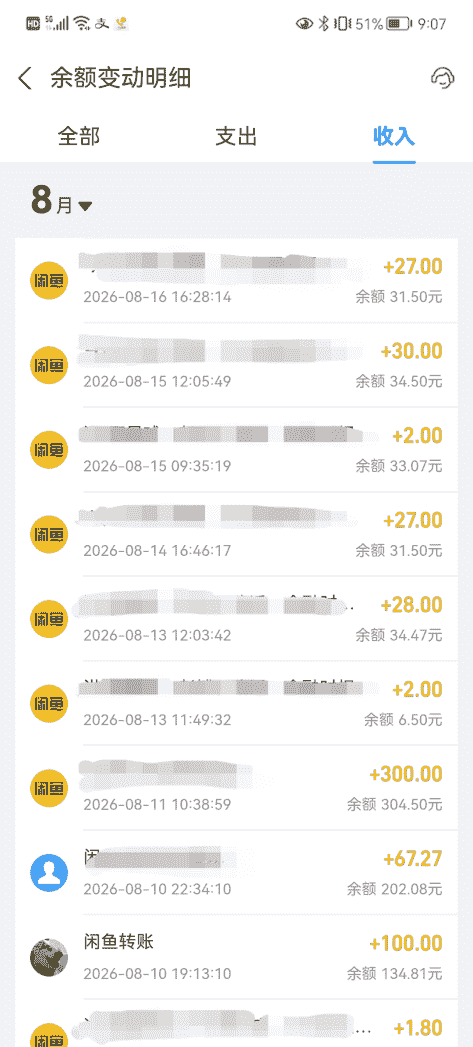 HD 5G 支 51% 9:07
余额变动明细
全部 支出 收入
8月
闲鱼 +27.00
2026-08-16 16:28:14 余额 31.50元
闲鱼 +30.00
2026-08-15 12:05:49 余额 34.50元
闲鱼 +2.00
2026-08-15 09:35:19 余额 33.07元
闲鱼 +27.00
2026-08-14 16:46:17 余额 31.50元
闲鱼 +28.00
2026-08-13 12:03:42 余额 34.47元
闲鱼 +2.00
2026-08-13 11:49:32 余额 6.50元
闲鱼 +300.00
2026-08-11 10:38:59 余额 304.50元
闲 +67.27
2026-08-10 22:34:10 余额 202.08元
闲鱼转账 +100.00
2026-08-10 19:13:10 余额 134.81元
闲鱼 ... +1.80